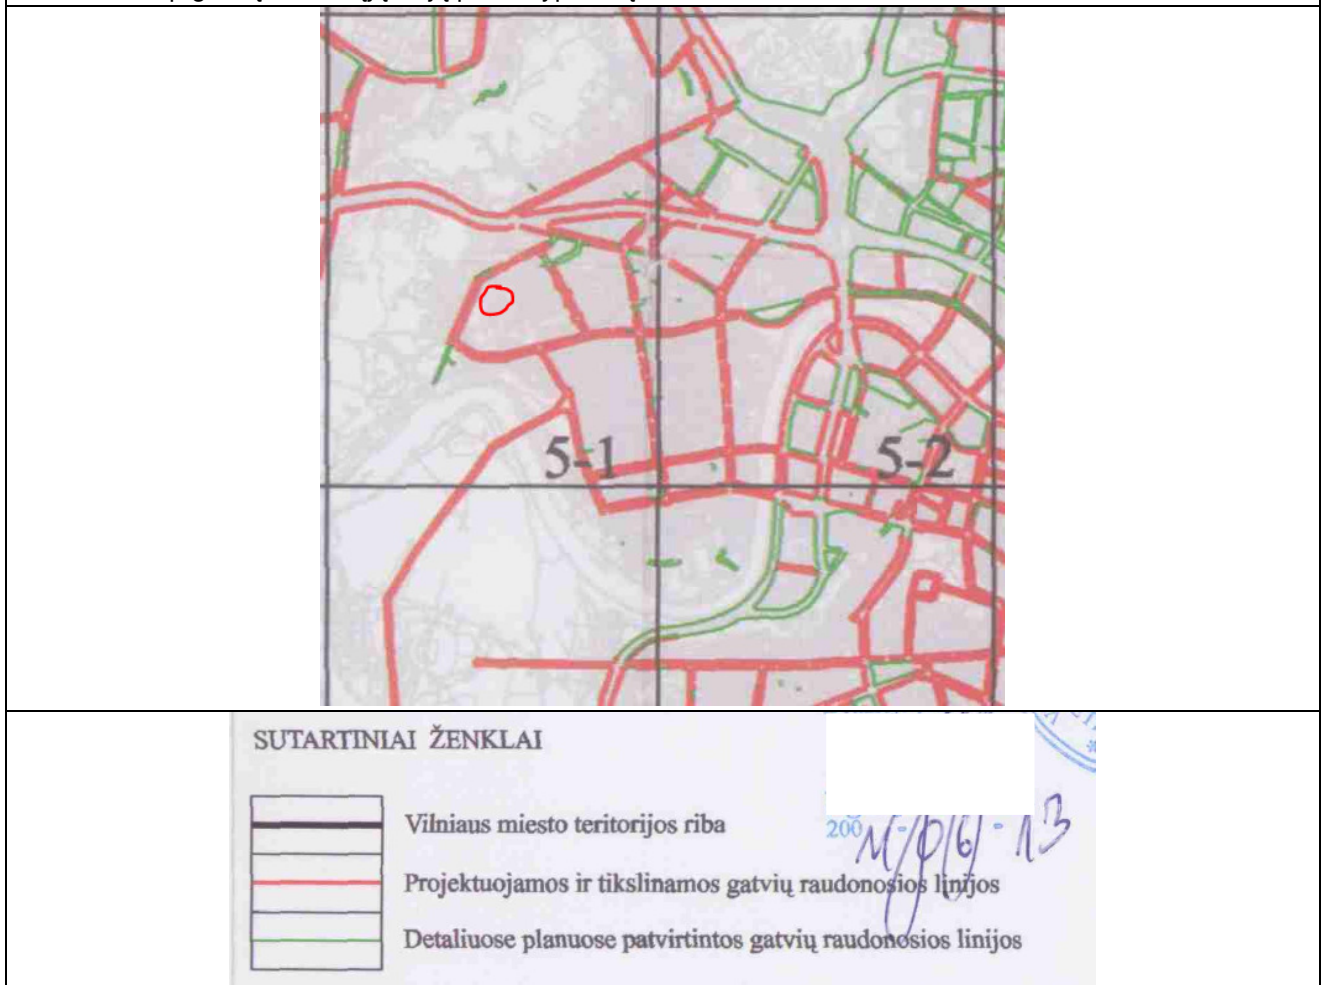 5-1
5-2
SUTARTINIAI ŽENKLAI
Vilniaus miesto teritorijos riba
200
Projektuojamos ir tikslinamos gatvių raudonosios linijos
Detaliuose planuose patvirtintos gatvių raudonosios linijos